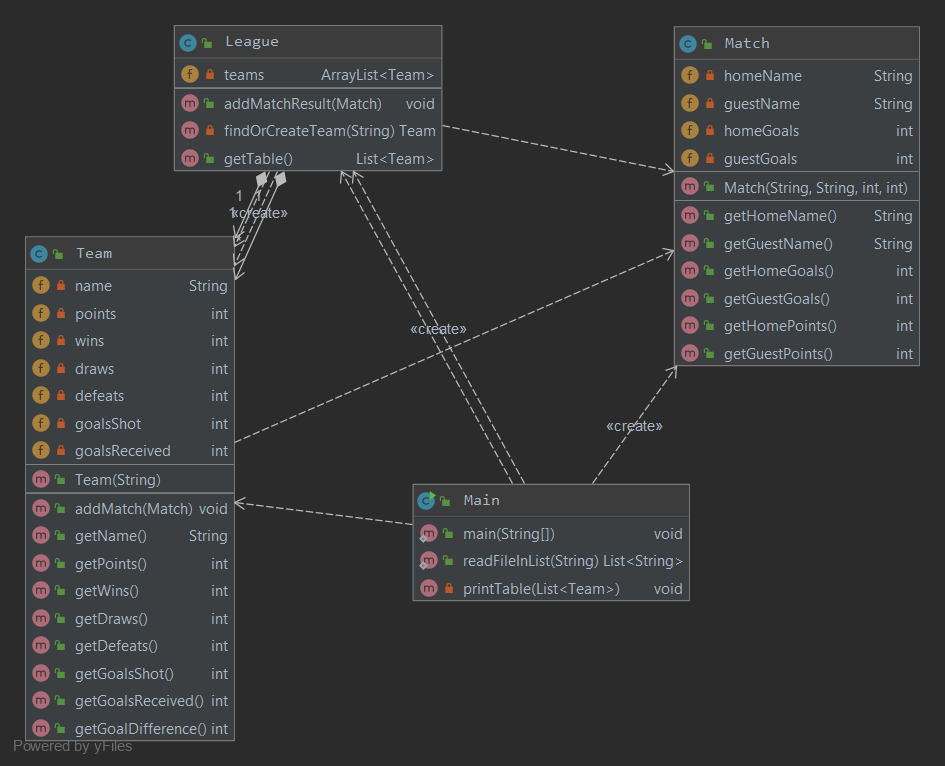 League
teams ArrayList<Team>
addMatchResult(Match) void
findOrCreateTeam(String) Team
getTable() List<Team>
Match
homeName String
guestName String
homeGoals int
guestGoals int
Match(String, String, int, int)
getHomeName() String
getGuestName() String
getHomeGoals() int
getGuestGoals() int
getHomePoints() int
getGuestPoints() int
1
1
1
«create»
Team
name String
points int
wins int
draws int
defeats int
goalsShot int
goalsReceived int
Team(String)
addMatch(Match) void
getName() String
getPoints() int
getWins() int
getDraws() int
getDefeats() int
getGoalsShot() int
getGoalsReceived() int
getGoalDifference() int
«create»
«create»
Main
main(String[]) void
readFileInList(String) List<String>
printTable(List<Team>) void
Powered by yFiles